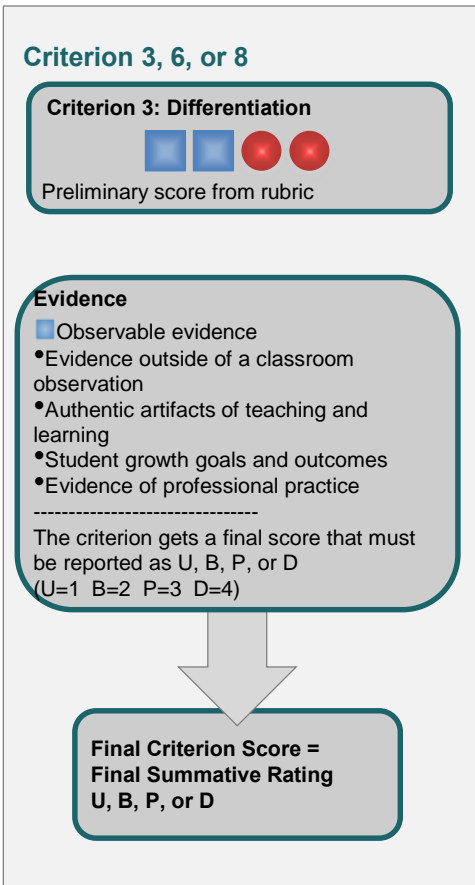 Criterion 3, 6, or 8
Criterion 3: Differentiation
Preliminary score from rubric
Evidence
Observable evidence
•Evidence outside of a classroom
observation
•Authentic artifacts of teaching and
learning
•Student growth goals and outcomes
•Evidence of professional practice
--------------------------------
The criterion gets a final score that must
be reported as U, B, P, or D
(U=1 B=2 P=3 D=4)
Final Criterion Score =
Final Summative Rating
U, B, P, or D